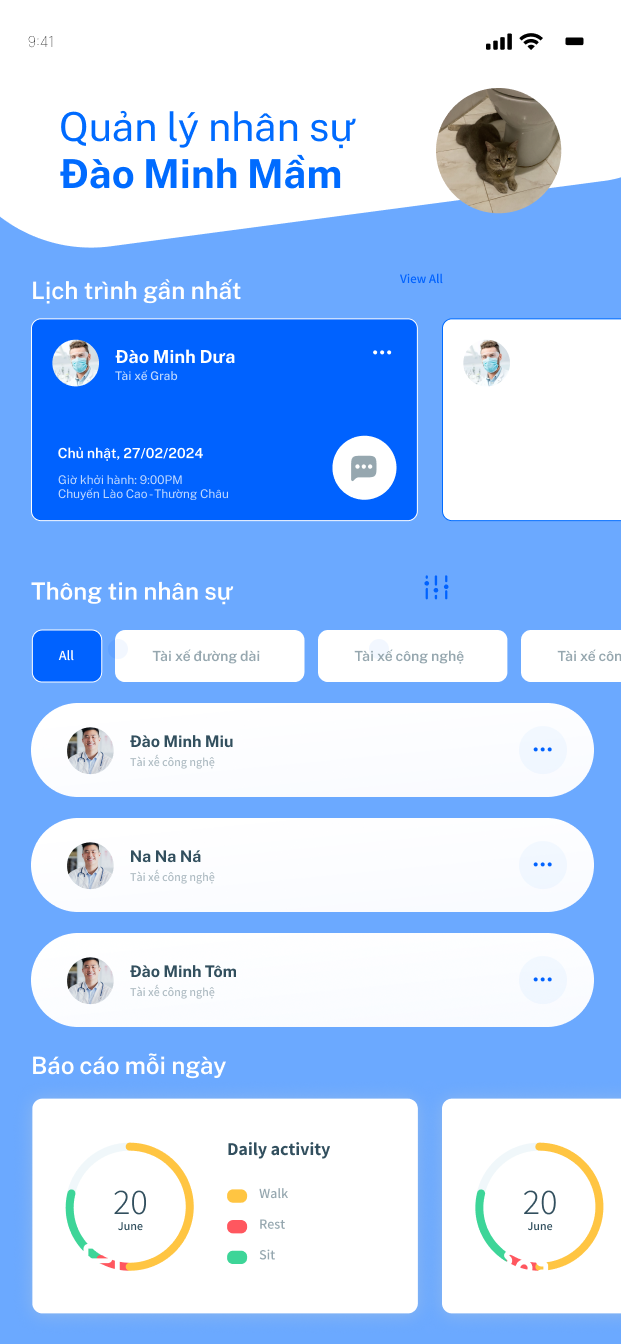 9:41
Quản lý nhân sự
Đào Minh Mầm
Lịch trình gần nhất
View All
Đào Minh Dưa
Tài xế Grab
Chủ nhật, 27/02/2024
Giờ khởi hành: 9:00PM
Chuyến Lào Cao - Thường Châu
Thông tin nhân sự
All
Tài xế đường dài
Tài xế công nghệ
Tài xế côn
Đào Minh Miu
Tài xế công nghệ
Na Na Ná
Tài xế công nghệ
Đào Minh Tôm
Tài xế công nghệ
Báo cáo mỗi ngày
20
June
Daily activity
Walk
Rest
Sit
20
June